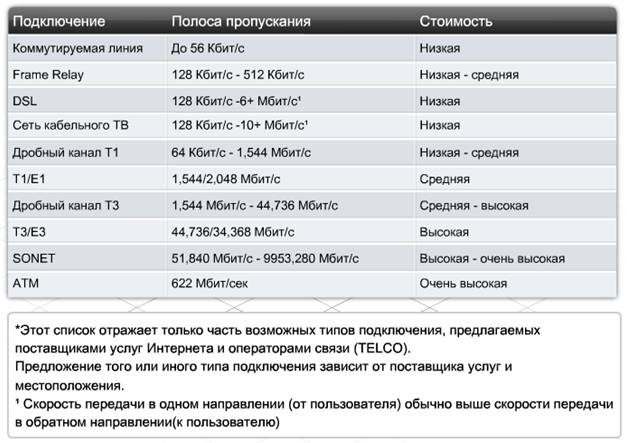 Подключение Полоса пропускания Стоимость
Коммутируемая линия До 56 Кбит/с Низкая
Frame Relay 128 Кбит/с - 512 Кбит/с Низкая - средняя
DSL 128 Кбит/с -6+ Мбит/с¹ Низкая
Сеть кабельного ТВ 128 Кбит/с -10+ Мбит/с¹ Низкая
Дробный канал T1 64 Кбит/с - 1,544 Мбит/с Низкая - средняя
T1/E1 1,544/2,048 Мбит/с Средняя
Дробный канал T3 1,544 Мбит/с - 44,736 Мбит/с Средняя - высокая
T3/E3 44,736/34,368 Мбит/с Высокая
SONET 51,840 Мбит/с - 9953,280 Мбит/с Высокая - очень высокая
ATM 622 Мбит/сек Очень высокая
*Этот список отражает только часть возможных типов подключения, предлагаемых
поставщиками услуг Интернета и операторами связи (TELCO).
Предложение того или иного типа подключения зависит от поставщика услуг и
местоположения.
¹ Скорость передачи в одном направлении (от пользователя) обычно выше скорости передачи
в обратном направлении(к пользователю)